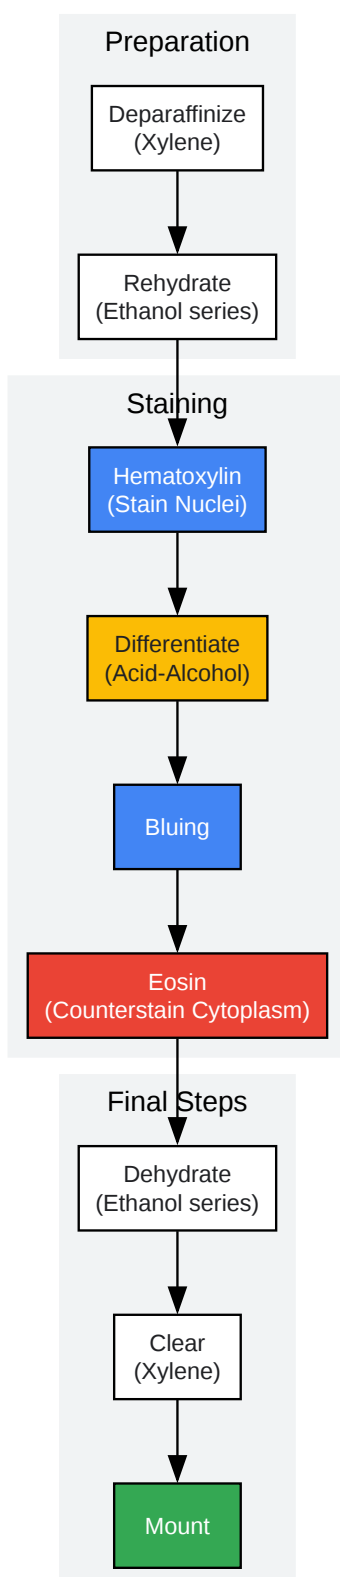 Preparation
Deparaffinize
(Xylene)
Rehydrate
(Ethanol series)
Staining
Hematoxylin
(Stain Nuclei)
Differentiate
(Acid-Alcohol)
Bluing
Eosin
(Counterstain Cytoplasm)
Final Steps
Dehydrate
(Ethanol series)
Clear
(Xylene)
Mount